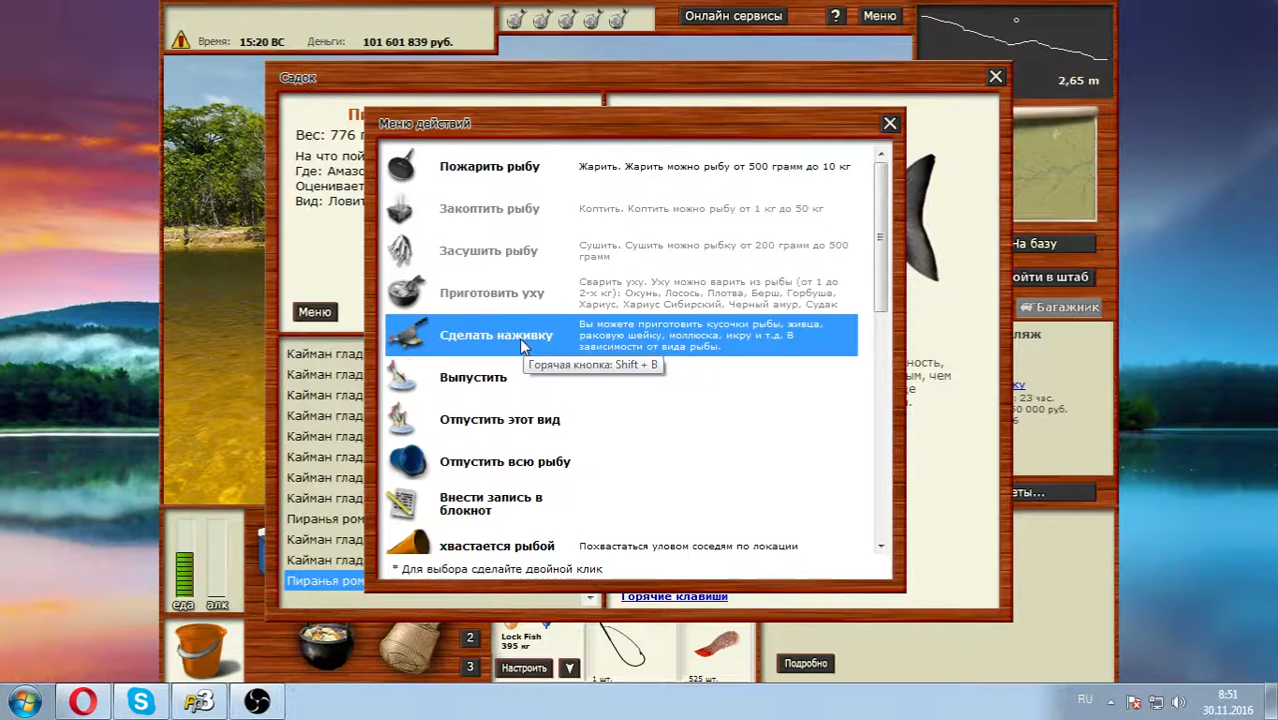 Время: 15:20 ВС Деньги: 101 601 839 руб.
Онлайн сервисы ? Меню
2,65 m
Садок
Вес: 776
На что пой
Где: Амазо
Оценивает
Вид: Ловит
Меню
Меню действий
Пожарить рыбу Жарить. Жарить можно рыбу от 500 грамм до 10 кг
Закоптить рыбу Коптить. Коптить можно рыбу от 1 кг до 50 кг
Засушить рыбу Сушить. Сушить можно рыбку от 200 грамм до 500
грамм
Приготовить уху Сварить уху. Уху можно варить из рыбы (от 1 до
2-х кг): Окунь, Лосось, Плотва, Берш, Горбуша,
Хариус, Хариус Сибирский, Черный амур, Судак
Сделать наживку Вы можете приготовить кусочки рыбы, живца,
раковую шейку, моллюска, икру и т.д. В
зависимости от вида рыбы.
Горячая кнопка: Shift + B
Выпустить
Отпустить этот вид
Отпустить всю рыбу
Внести запись в
блокнот
хвастается рыбой Похвастаться уловом соседям по локации
* Для выбора сделайте двойной клик
Кайман глад
Кайман глад
Кайман глад
Кайман глад
Кайман глад
Кайман глад
Кайман глад
Кайман глад
Пиранья ром
Кайман глад
Кайман глад
Пиранья ром
Горячие клавиши
На базу
ойти в штаб
Багажник
ляж
ность,
ым, чем
е
ку
: 23 час.
50 000 руб.
6
еты...
еда алк
2
3
Lock Fish
395 кг
Настроить
1 шт.
525 шт.
Подробно
RU
8:51
30.11.2016